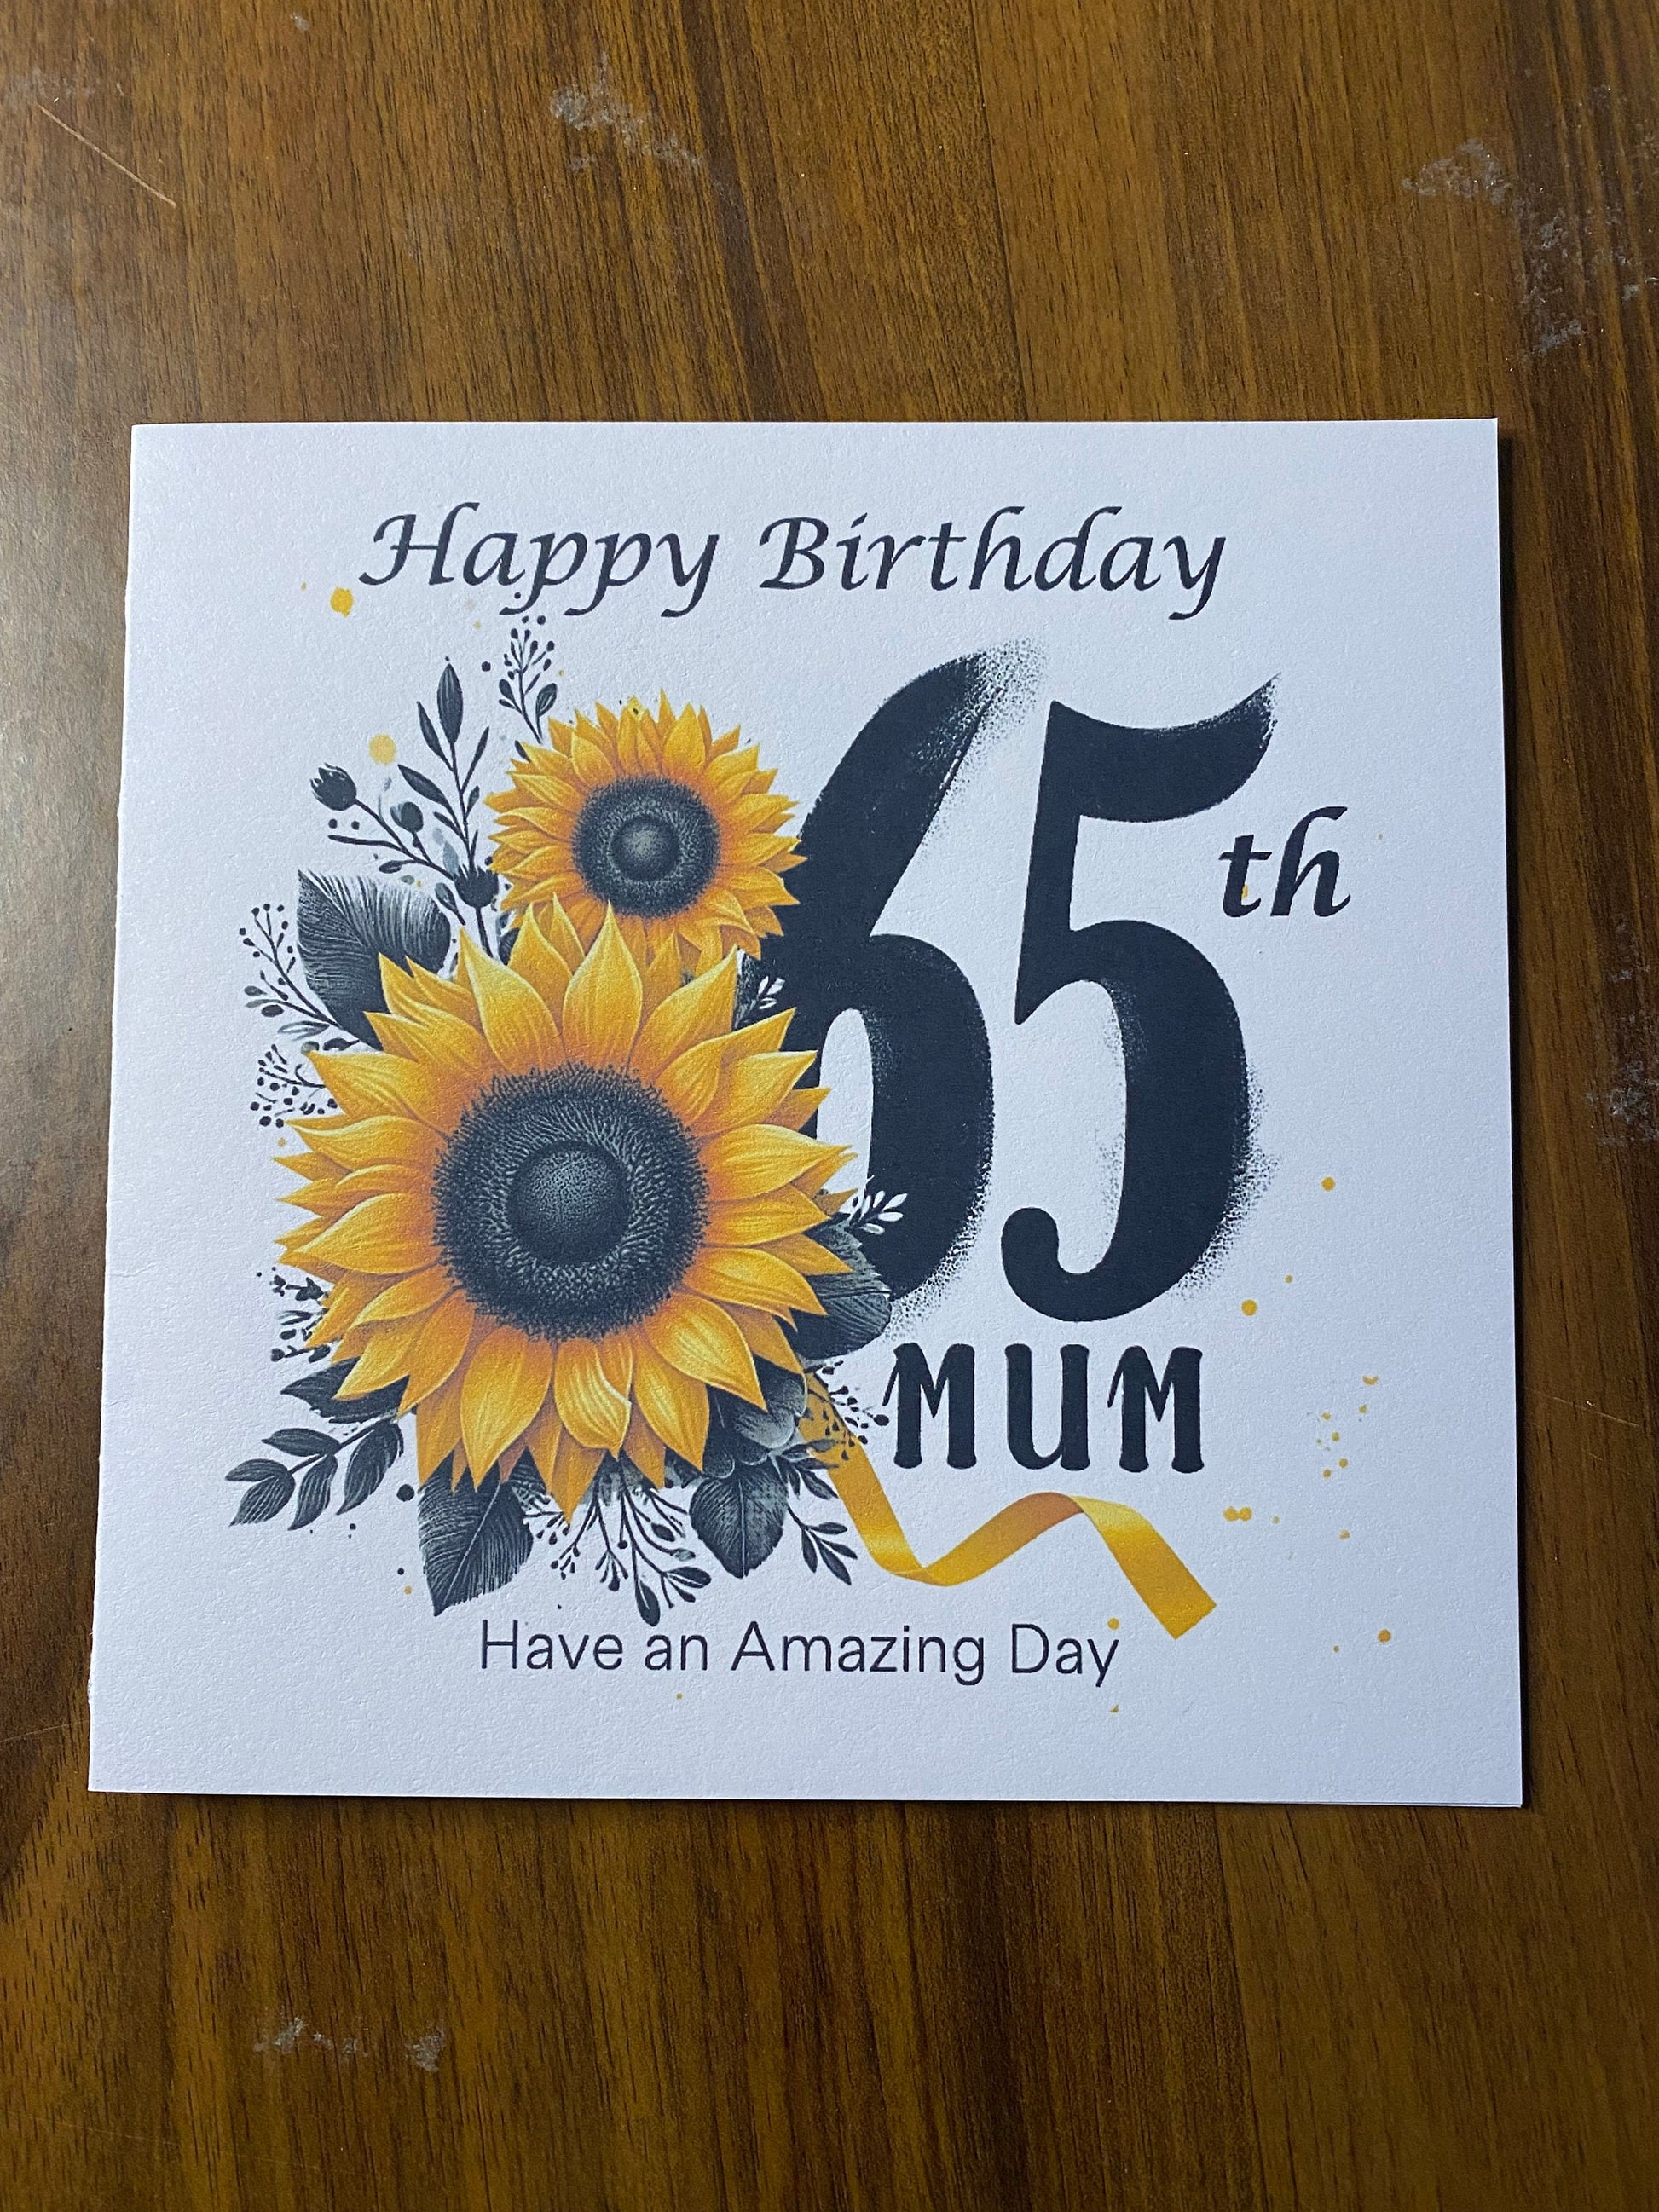 Happy Birthday
65th
MUM
Have an Amazing Day